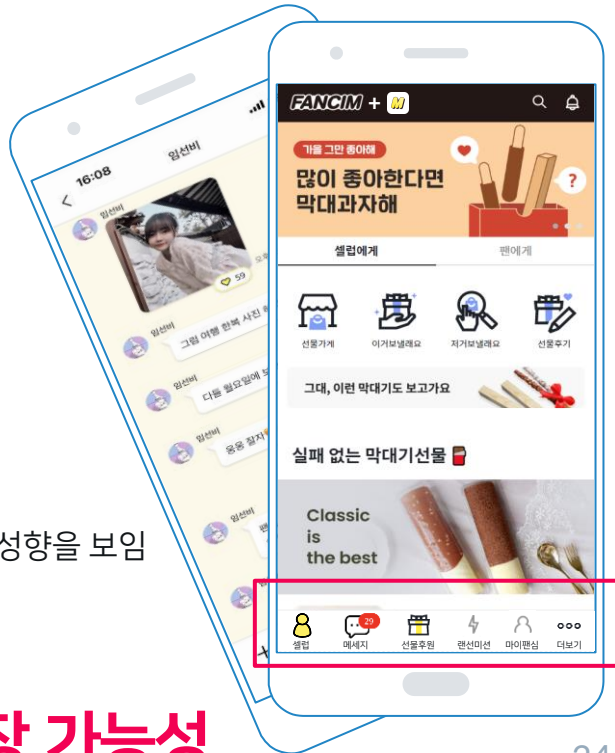 FANCIM + M
가을 그만 좋아해
많이 좋아한다면
막대과자해
?
셀럽에게
팬에게
선물가게
이거보낼래요
저거보낼래요
선물후기
그대, 이런 막대기도 보고가요
실패 없는 막대기선물
Classic
is
the best
29
셀럽
메세지
선물후원
랜선미션
마이팬심
더보기
16:08
임선비
임선비
59
임선비
그럼 여행 한복 사진
임선비
다들 월요일에
임선비
웅웅 잘자
임선비
성향을 보임
가능성